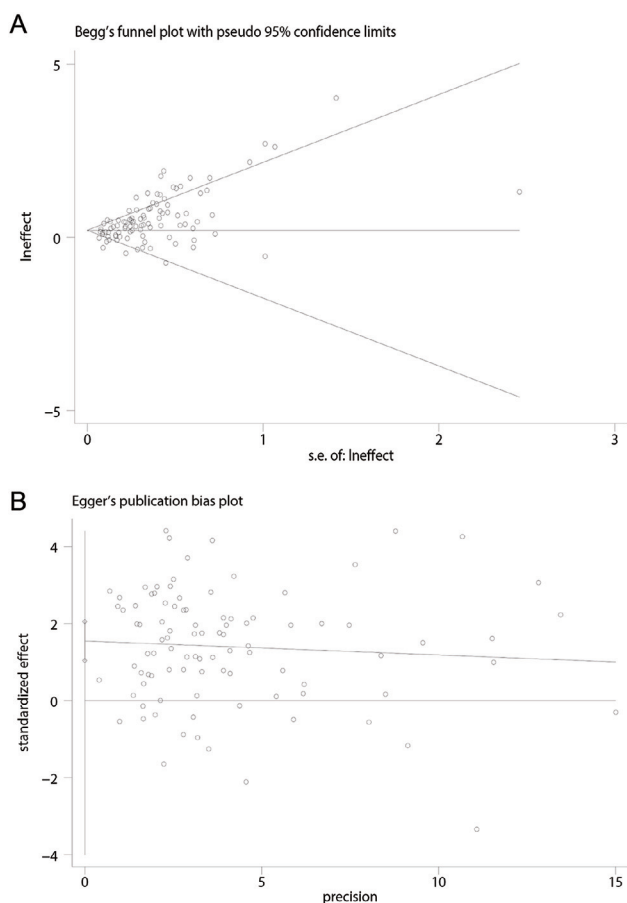 A
Begg's funnel plot with pseudo 95% confidence limits
5
0
−5
lneffect
0 1 2 3
s.e. of: lneffect
B
Egger's publication bias plot
4
2
0
−2
−4
standardized effect
0 5 10 15
precision